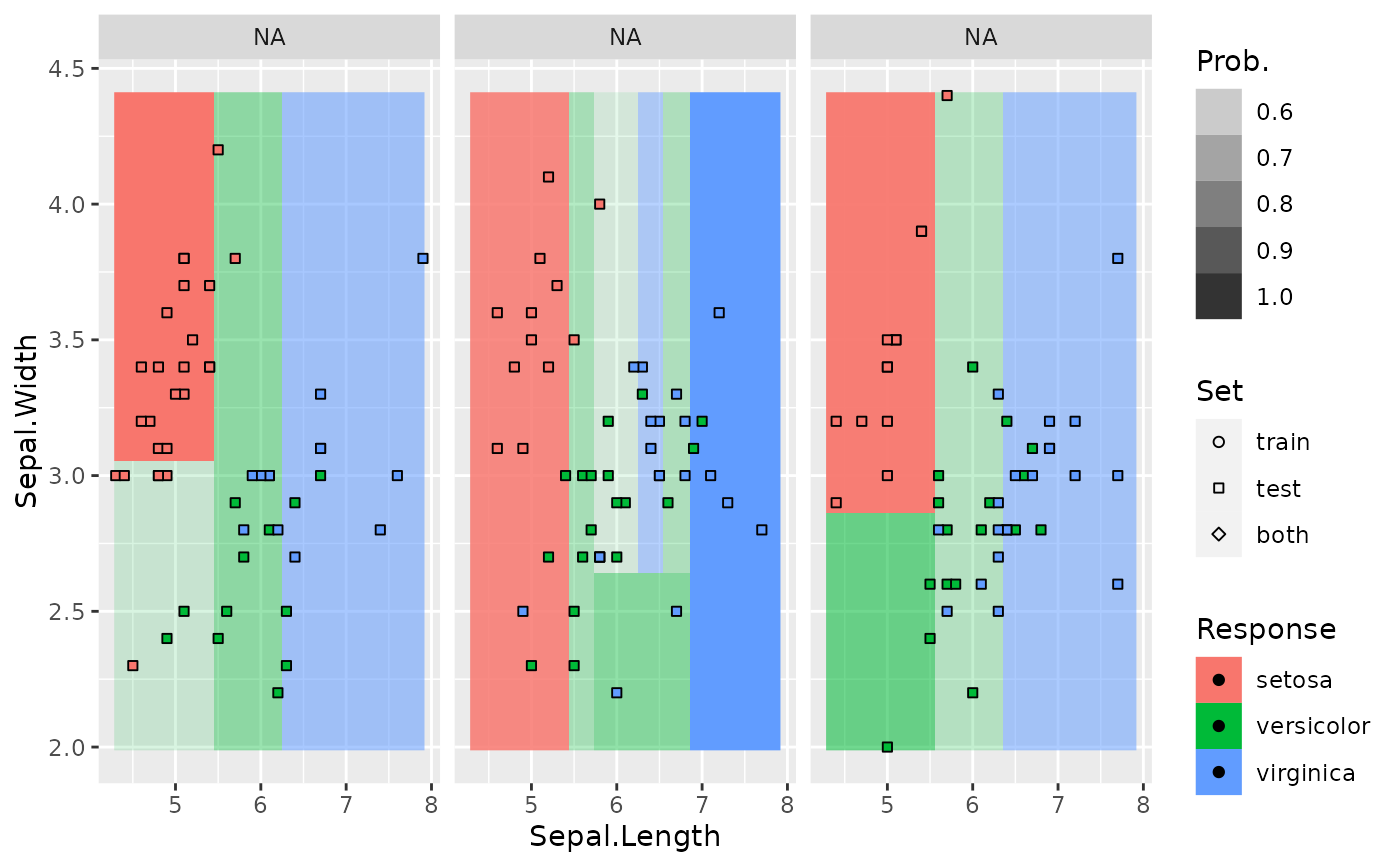 NA NA NA
4.5
4.0
3.5
3.0
2.5
2.0
Sepal.Width
5 6 7 8 5 6 7 8 5 6 7 8
Sepal.Length
Prob.
0.6
0.7
0.8
0.9
1.0
Set
train
test
both
Response
setosa
versicolor
virginica